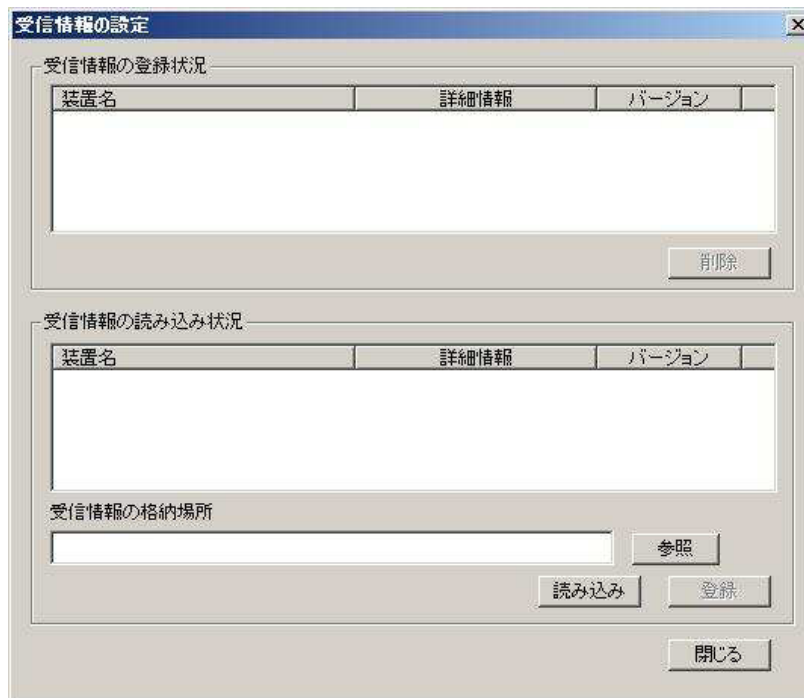 受信情報の設定
受信情報の登録状況
装置名 詳細情報 バージョン
削除
受信情報の読み込み状況
装置名 詳細情報 バージョン
受信情報の格納場所
参照
読み込み 登録
閉じる